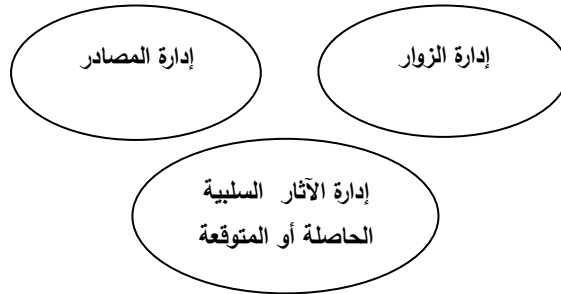 إدارة الزوار
إدارة المصادر
إدارة الآثار السلبية
الحاصلة أو المتوقعة